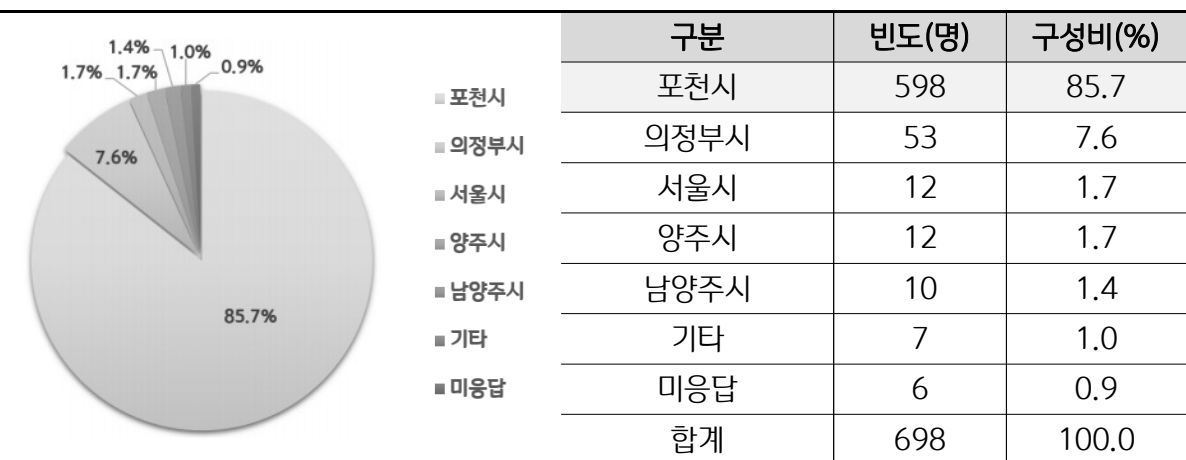 1.4%
1.0%
1.7%
1.7%
0.9%
7.6%
85.7%
포천시
의정부시
서울시
양주시
남양주시
기타
미응답
구분 빈도(명) 구성비(%)
포천시 598 85.7
의정부시 53 7.6
서울시 12 1.7
양주시 12 1.7
남양주시 10 1.4
기타 7 1.0
미응답 6 0.9
합계 698 100.0